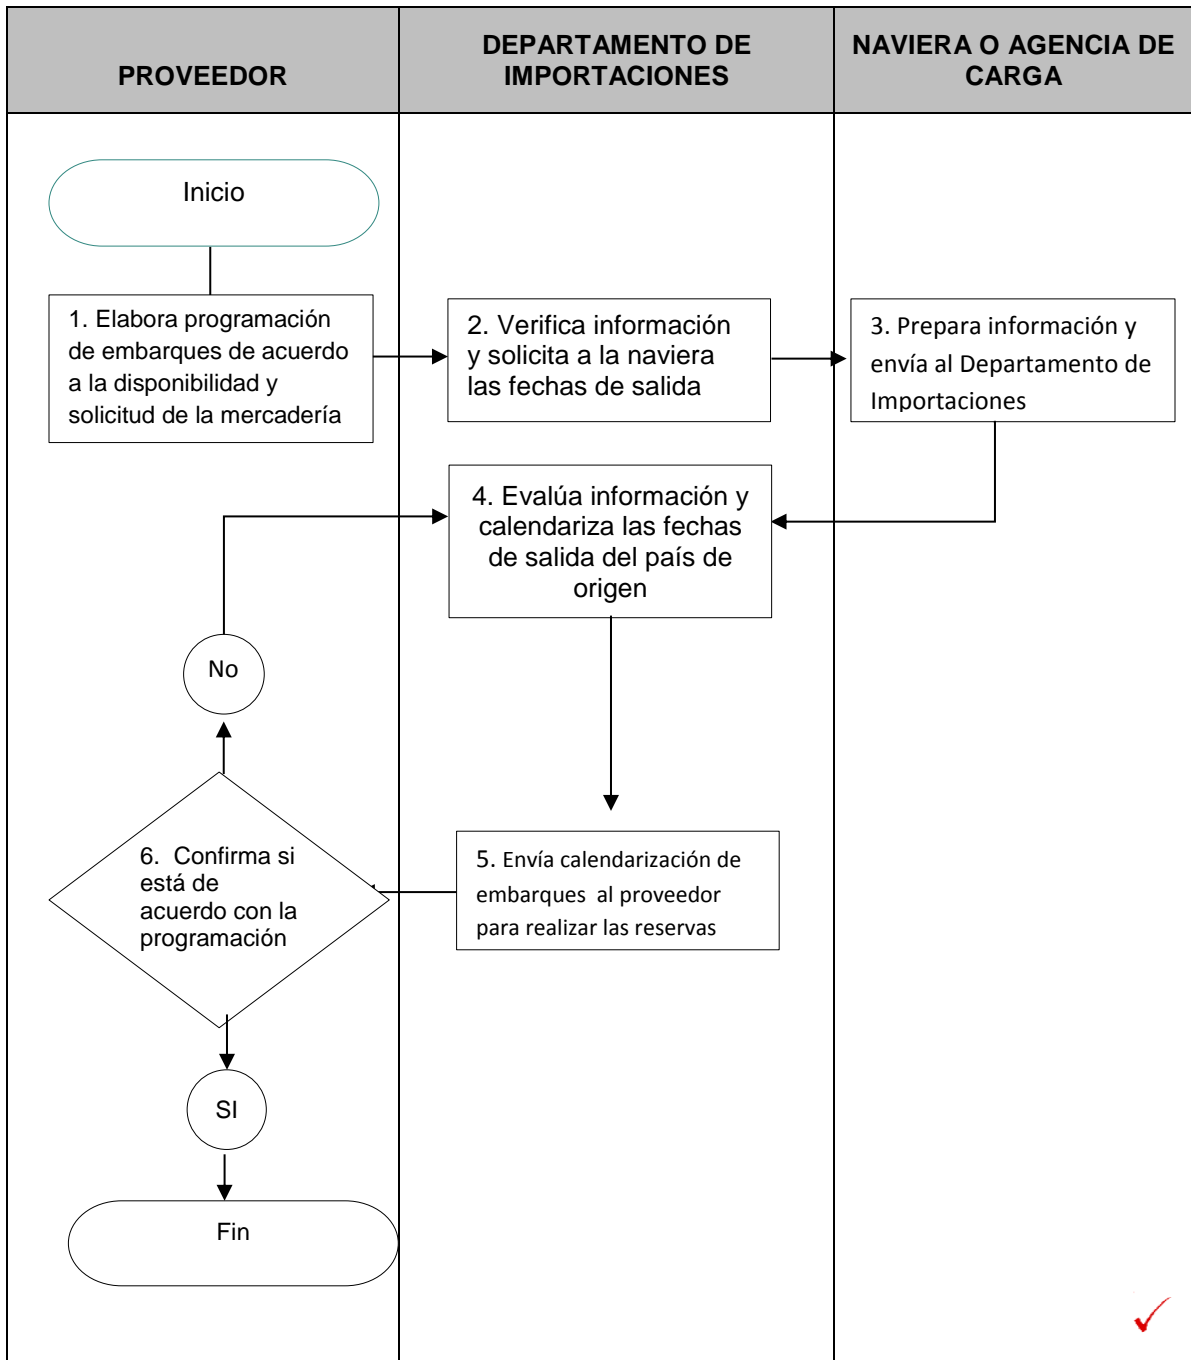 PROVEEDOR
DEPARTAMENTO DE
IMPORTACIONES
NAVIERA O AGENCIA DE
CARGA
Inicio
1. Elabora programación
de embarques de acuerdo
a la disponibilidad y
solicitud de la mercadería
2. Verifica información
y solicita a la naviera
las fechas de salida
3. Prepara información y
envía al Departamento de
Importaciones
4. Evalúa información y
calendariza las fechas
de salida del país de
origen
No
6. Confirma si
está de
acuerdo con la
programación
5. Envía calendarización de
embarques al proveedor
para realizar las reservas
SI
Fin